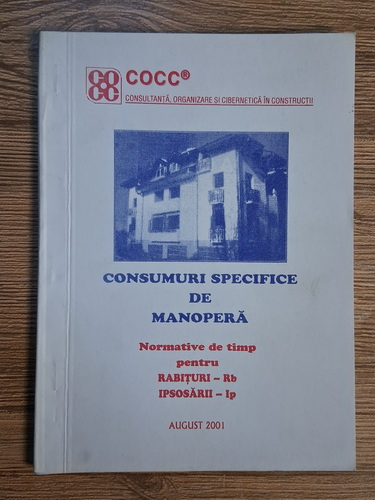 COCC®
CONSULTANȚĂ, ORGANIZARE ȘI CIBERNETICĂ ÎN CONSTRUCȚII
CONSUMURI SPECIFICE
DE
MANOPERĂ
Normative de timp
pentru
RABIȚURI – Rb
IPSOSĂRII – Ip
AUGUST 2001